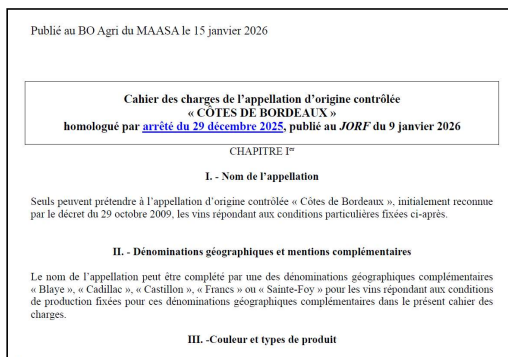 Publié au BO Agri du MAASA le 15 janvier 2026
Cahier des charges de l'appellation d'origine contrôlée
« CÔTES DE BORDEAUX »
homologué par arrêté du 29 décembre 2025, publié au JORF du 9 janvier 2026
CHAPITRE Ier
I. - Nom de l'appellation
Seuls peuvent prétendre à l'appellation d'origine contrôlée « Côtes de Bordeaux », initialement reconnue
par le décret du 29 octobre 2009, les vins répondant aux conditions particulières fixées ci-après.
II. - Dénominations géographiques et mentions complémentaires
Le nom de l'appellation peut être complété par une des dénominations géographiques complémentaires
« Blaye », « Cadillac », « Castillon », « Francs » ou « Sainte-Foy » pour les vins répondant aux conditions
de production fixées pour ces dénominations géographiques complémentaires dans le présent cahier des
charges.
III. -Couleur et types de produit